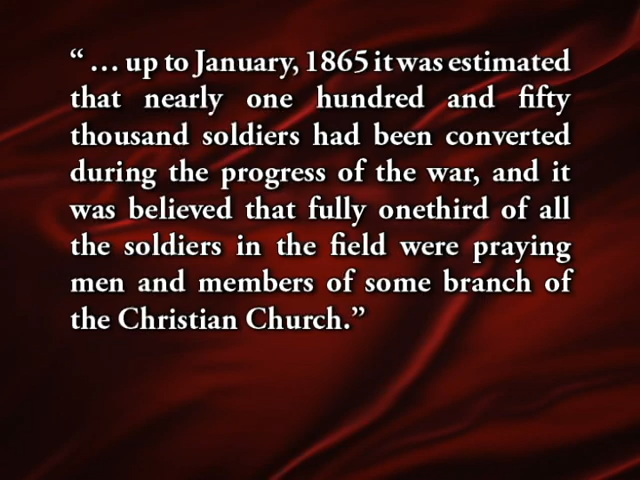 “ … up to January, 1865 it was estimated
that nearly one hundred and fifty
thousand soldiers had been converted
during the progress of the war, and it
was believed that fully onethird of all
the soldiers in the field were praying
men and members of some branch of
the Christian Church.”